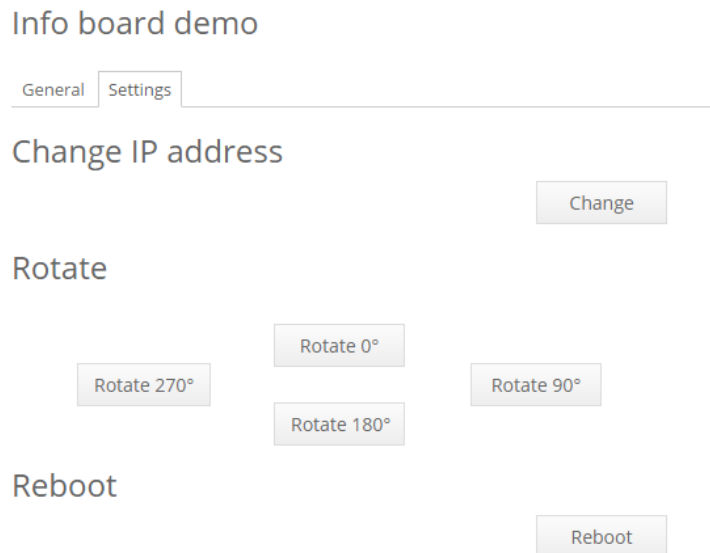 Info board demo
General Settings
Change IP address
Change
Rotate
Rotate 0°
Rotate 270° Rotate 90°
Rotate 180°
Reboot
Reboot